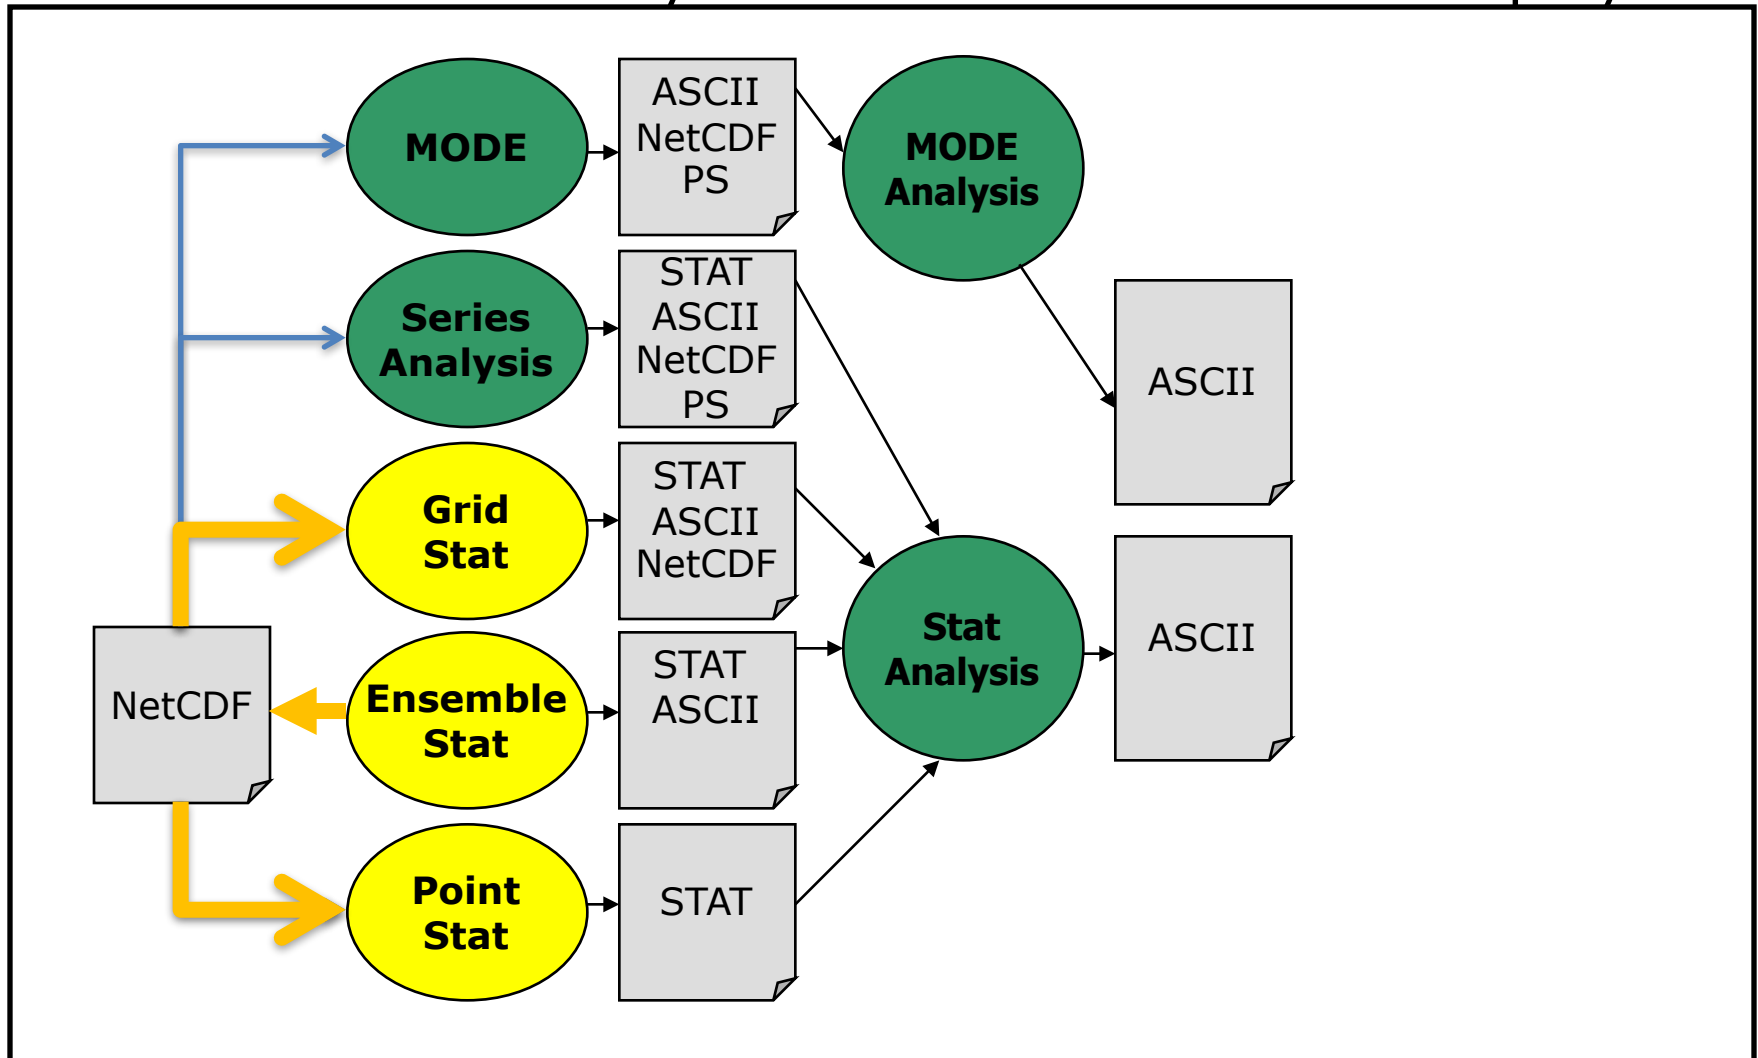 MODE
ASCII
NetCDF
PS
MODE
Analysis
Series
Analysis
STAT
ASCII
NetCDF
PS
ASCII
Grid
Stat
STAT
ASCII
NetCDF
NetCDF
Ensemble
Stat
STAT
ASCII
Stat
Analysis
ASCII
Point
Stat
STAT